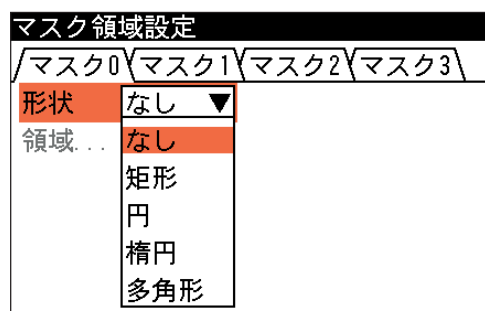 マスク領域設定
マスク0 マスク1 マスク2 マスク3
形状 なし ▼
領域... なし
矩形
円
楕円
多角形